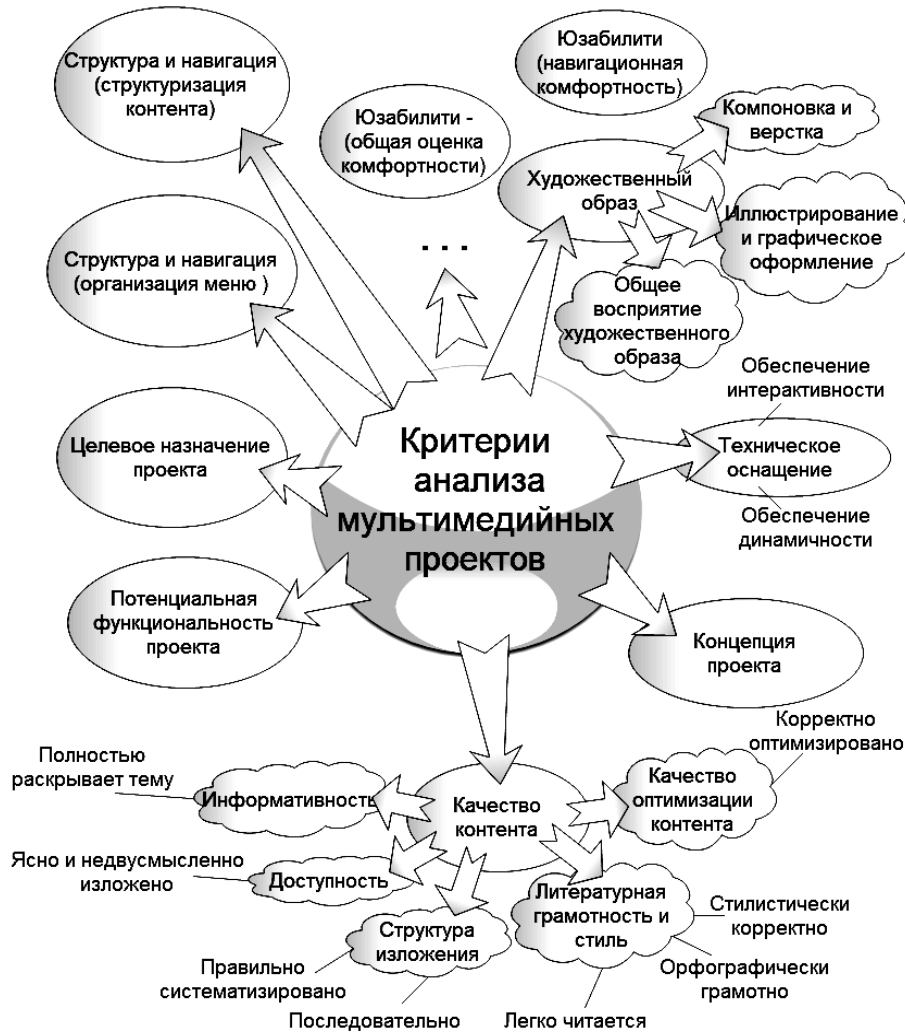 Структура и навигация
(структуризация
контента)
Юзабилити -
(общая оценка
комфортности)
Юзабилити
(навигационная
комфортность)
Компоновка и
верстка
Художественный
образ
Иллюстрирование
и графическое
оформление
Общее
восприятие
художественного
образа
. . .
Структура и навигация
(организация меню )
Целевое назначение
проекта
Потенциальная
функциональность
проекта
Критерии
анализа
мультимедийных
проектов
Обеспечение
интерактивности
Техническое
оснащение
Обеспечение
динамичности
Концепция
проекта
Качество
контента
Полностью
раскрывает тему
Информативность
Ясно и недвусмысленно
изложено
Доступность
Структура
изложения
Правильно
систематизировано
Последовательно
Литературная
грамотность и
стиль
Стилистически
корректно
Орфографически
грамотно
Легко читается
Качество
оптимизации
контента
Корректно
оптимизировано